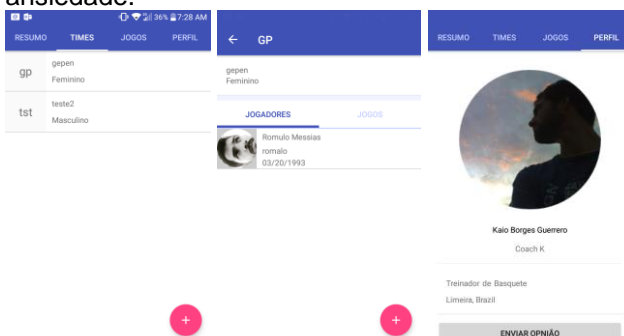 ansiedade.
36% 7:28 AM
RESUMO TIMES JOGOS PERFIL
gp
gepen
Feminino
tst
teste2
Masculino
+
← GP
gepen
Feminino
JOGADORES JOGOS
Romulo Messias
romalo
03/20/1993
+
RESUMO TIMES JOGOS PERFIL
Kaio Borges Guerrero
Coach K
Treinador de Basquete
Limeira, Brazil
ENVIAR OPNIÃO